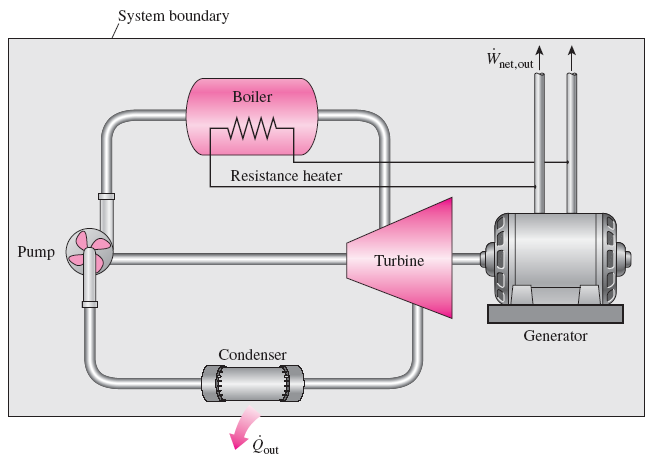 System boundary
Ẇnet,out
Boiler
Resistance heater
Pump
Turbine
Generator
Condenser
Q̇out